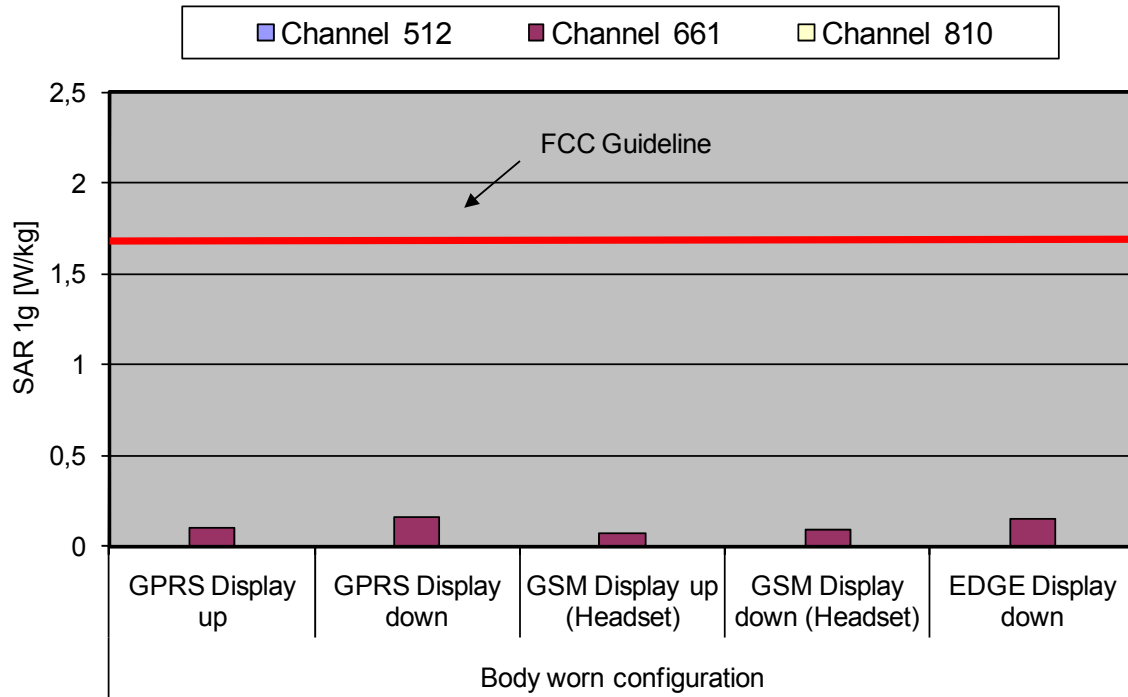 Channel 512 Channel 661 Channel 810
2,5
FCC Guideline
2
1,5
1
0,5
0
SAR 1g [W/kg]
GPRS Display up
GPRS Display down
GSM Display up (Headset)
GSM Display down (Headset)
EDGE Display down
Body worn configuration